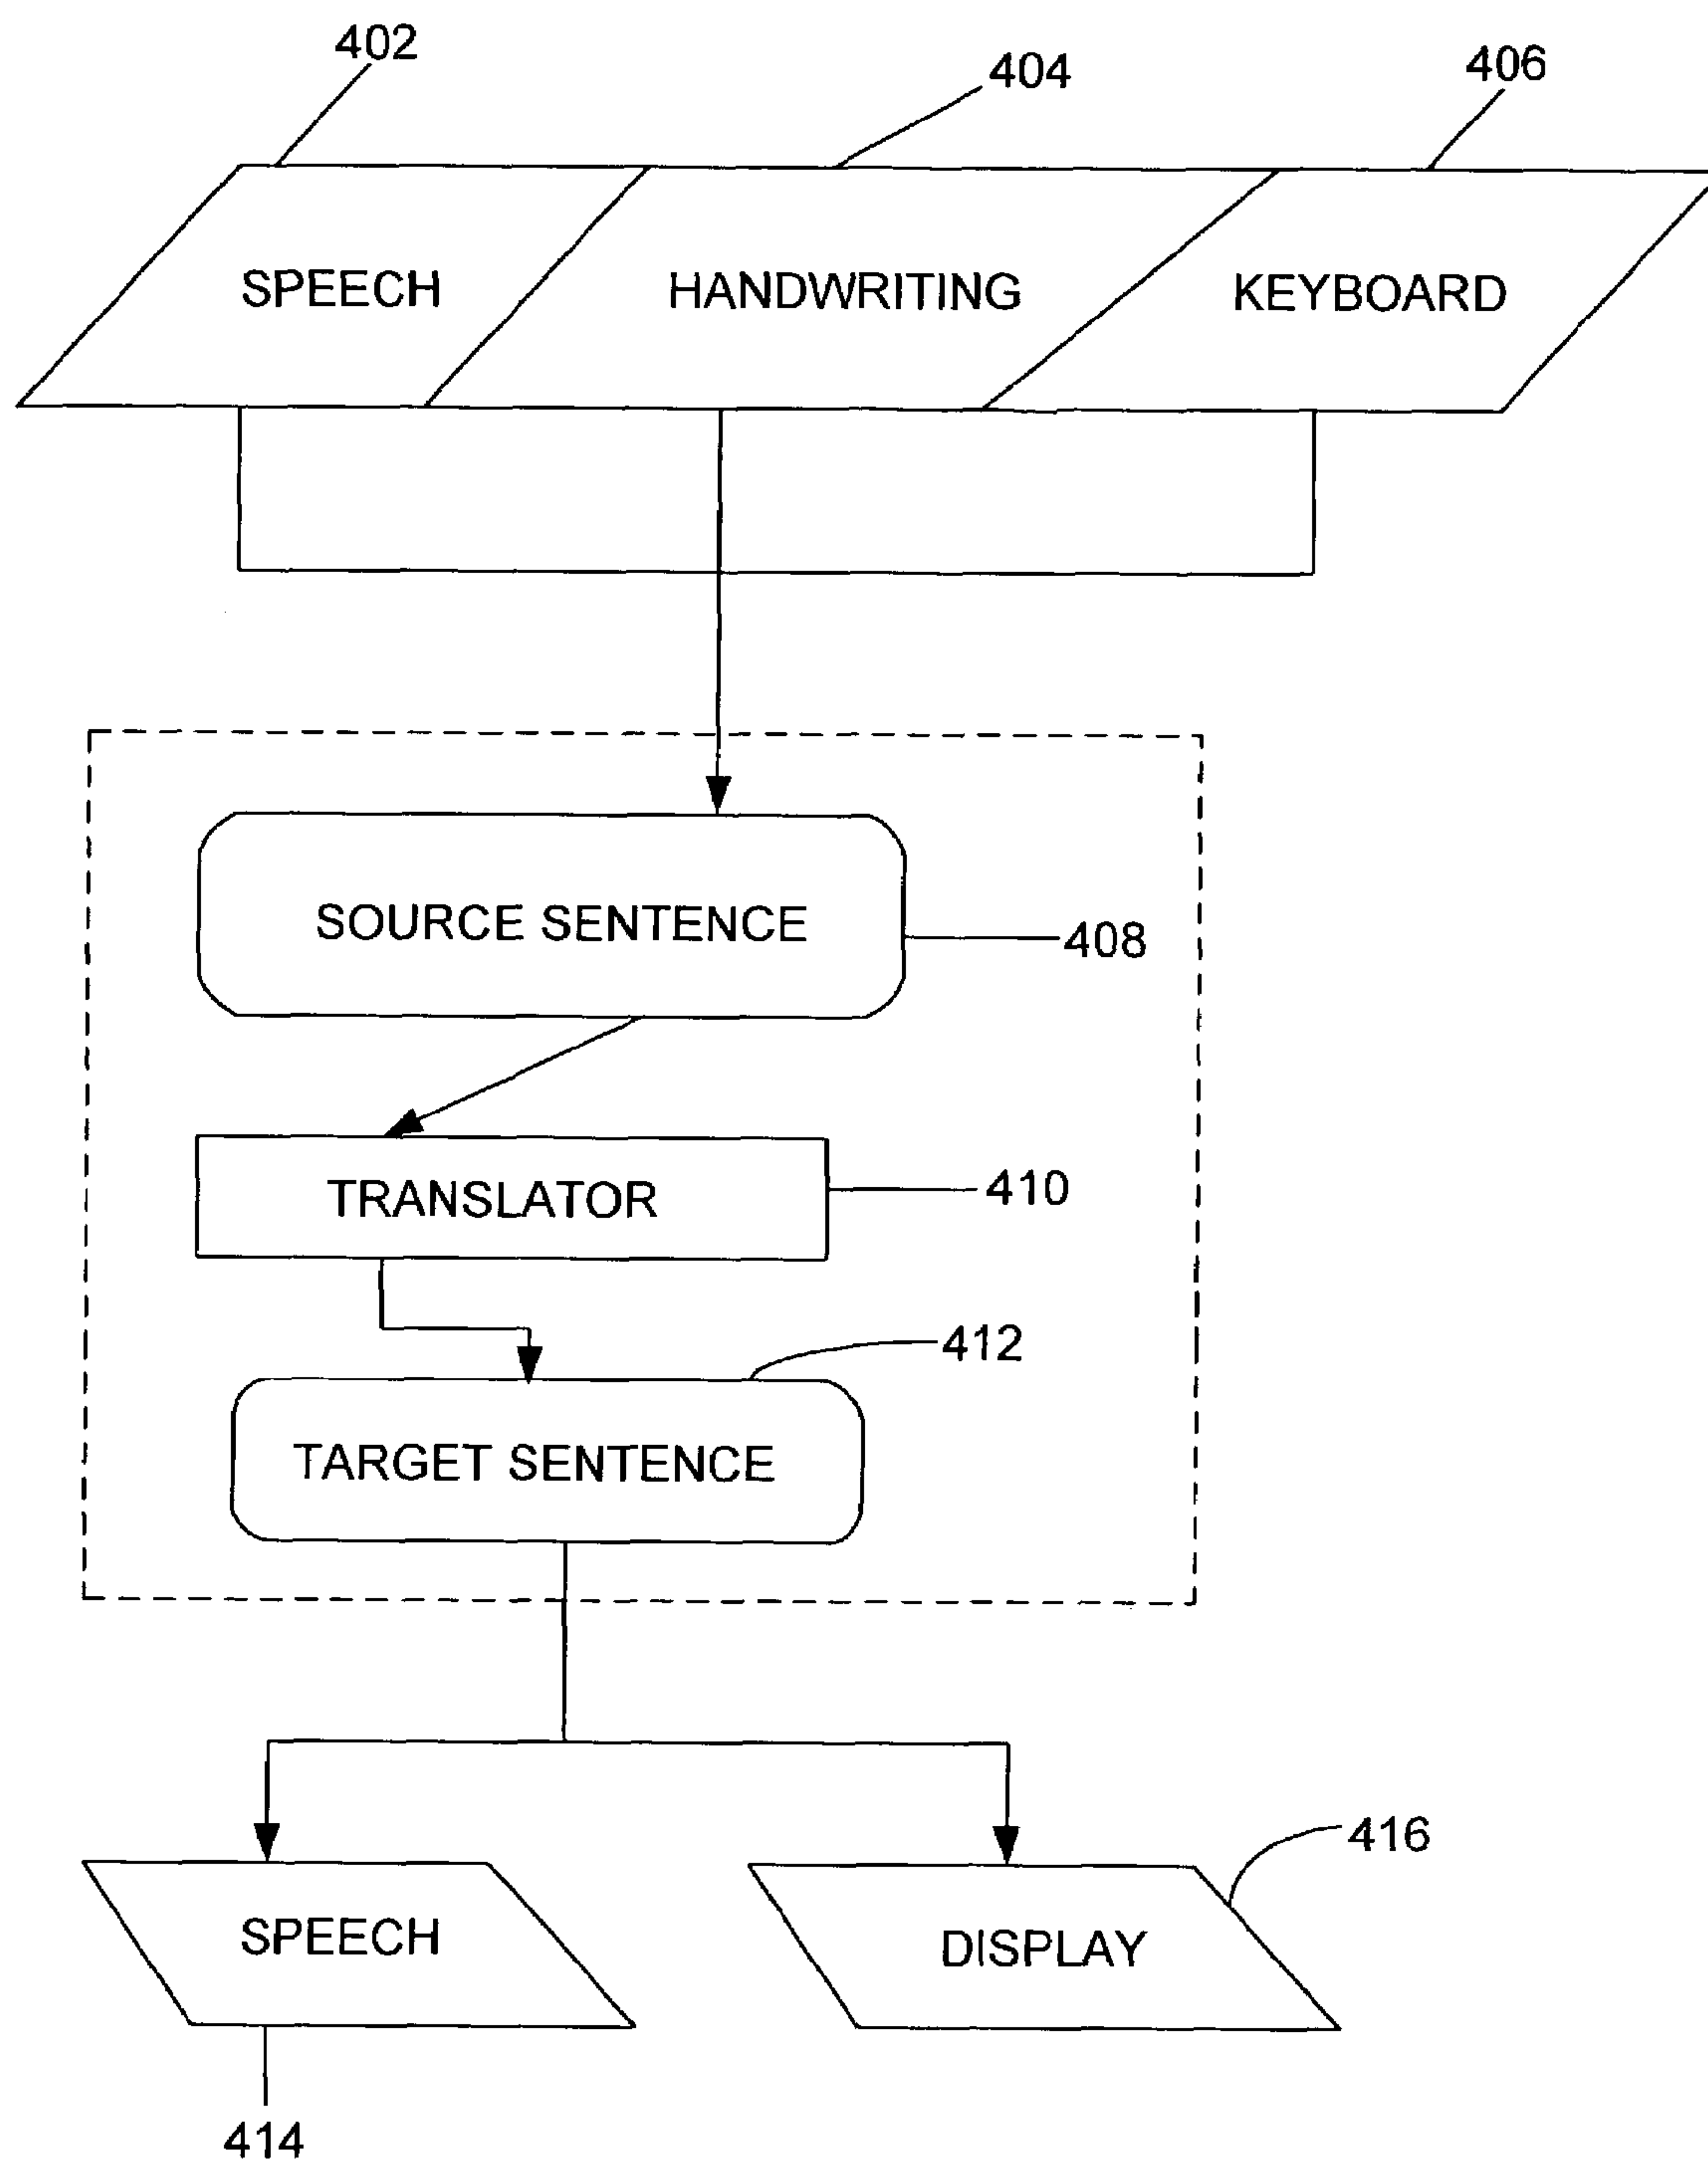 402
404
406
SPEECH
HANDWRITING
KEYBOARD
SOURCE SENTENCE
408
TRANSLATOR
410
412
TARGET SENTENCE
416
SPEECH
DISPLAY
414